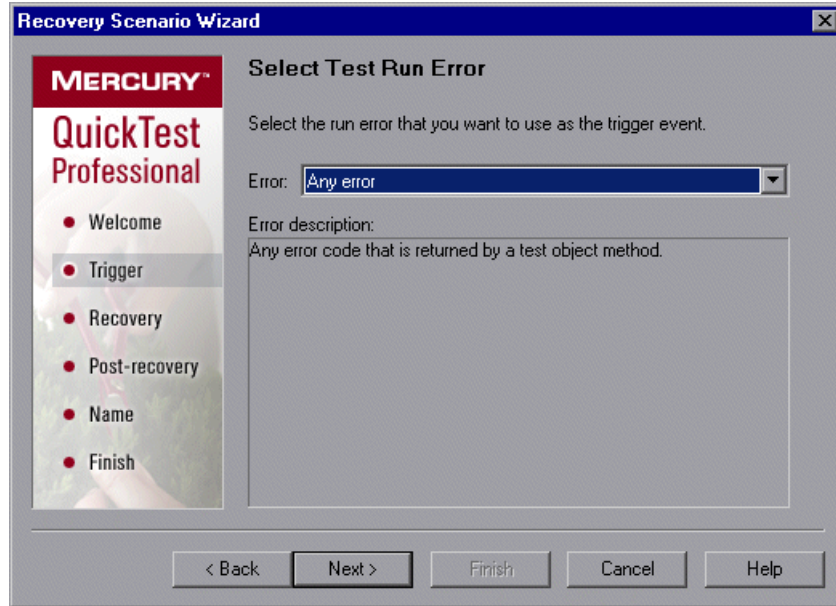 Recovery Scenario Wizard
MERCURY™
QuickTest
Professional
Welcome
Trigger
Recovery
Post-recovery
Name
Finish
Select Test Run Error
Select the run error that you want to use as the trigger event.
Error: Any error
Error description:
Any error code that is returned by a test object method.
< Back
Next >
Finish
Cancel
Help